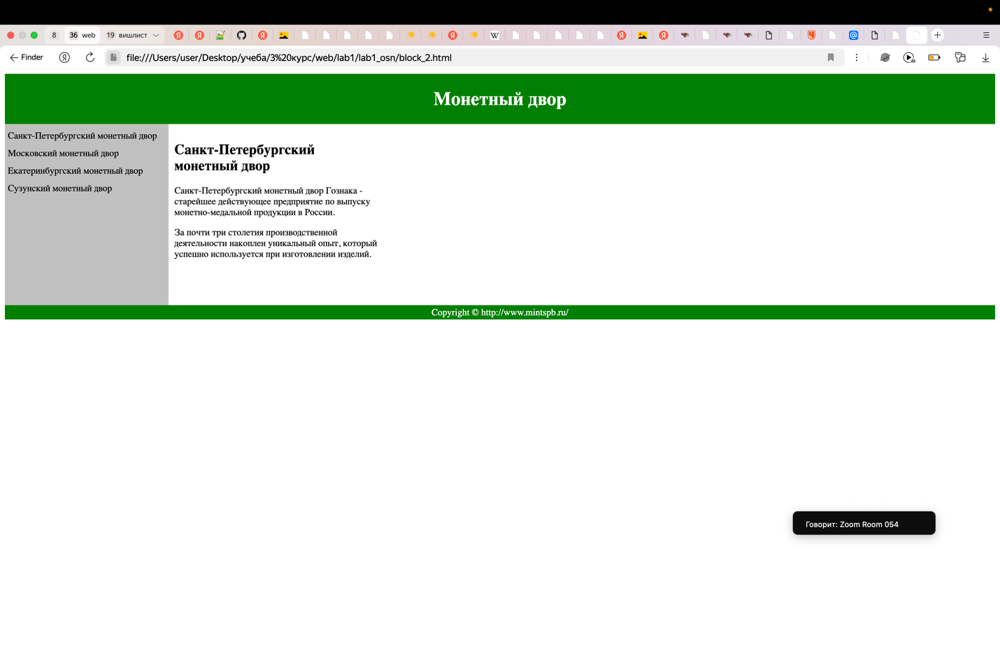 8
36 web
19 вишлист
Finder
file:///Users/user/Desktop/учеба/3%20курс/web/lab1/lab1_osn/block_2.html
Монетный двор
Санкт-Петербургский монетный двор
Московский монетный двор
Екатеринбургский монетный двор
Сузунский монетный двор
Санкт-Петербургский
монетный двор
Санкт-Петербургский монетный двор Гознака -
старейшее действующее предприятие по выпуску
монетно-медальной продукции в России.
За почти три столетия производственной
деятельности накоплен уникальный опыт, который
успешно используется при изготовлении изделий.
Copyright © http://www.mintspb.ru/
Говорит: Zoom Room 054